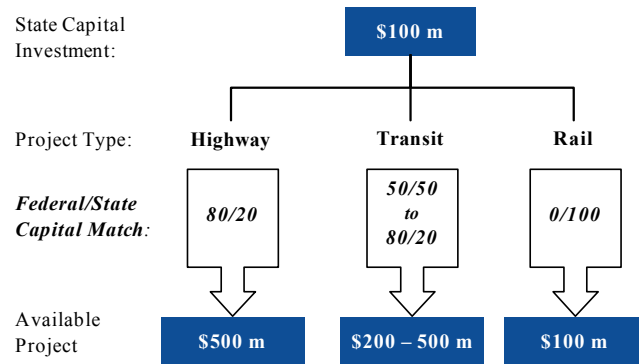 State Capital
Investment:
$100 m
Project Type:
Highway
Transit
Rail
Federal/State
Capital Match:
80/20
50/50
to
80/20
0/100
Available
Project
$500 m
$200 – 500 m
$100 m